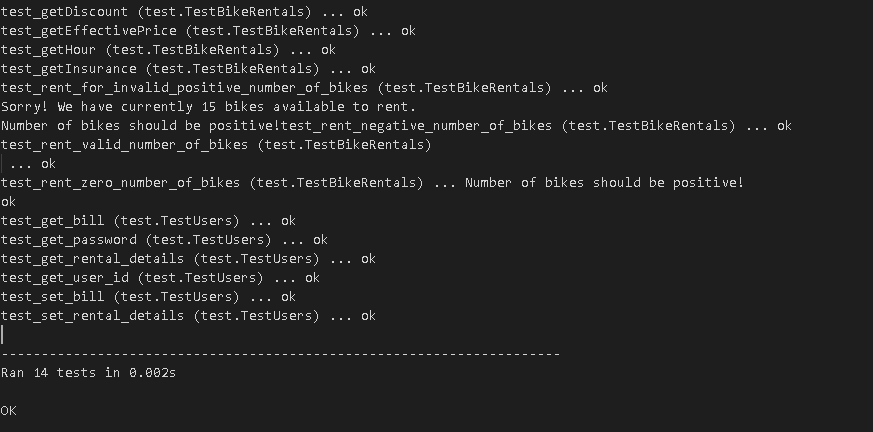 test_getDiscount (test.TestBikeRentals) ... ok
test_getEffectivePrice (test.TestBikeRentals) ... ok
test_getHour (test.TestBikeRentals) ... ok
test_getInsurance (test.TestBikeRentals) ... ok
test_rent_for_invalid_positive_number_of_bikes (test.TestBikeRentals) ... ok
Sorry! We have currently 15 bikes available to rent.
Number of bikes should be positive!test_rent_negative_number_of_bikes (test.TestBikeRentals) ... ok
test_rent_valid_number_of_bikes (test.TestBikeRentals)
... ok
test_rent_zero_number_of_bikes (test.TestBikeRentals) ... Number of bikes should be positive!
ok
test_get_bill (test.TestUsers) ... ok
test_get_password (test.TestUsers) ... ok
test_get_rental_details (test.TestUsers) ... ok
test_get_user_id (test.TestUsers) ... ok
test_set_bill (test.TestUsers) ... ok
test_set_rental_details (test.TestUsers) ... ok
----------------------------------------------------------------------
Ran 14 tests in 0.002s
OK